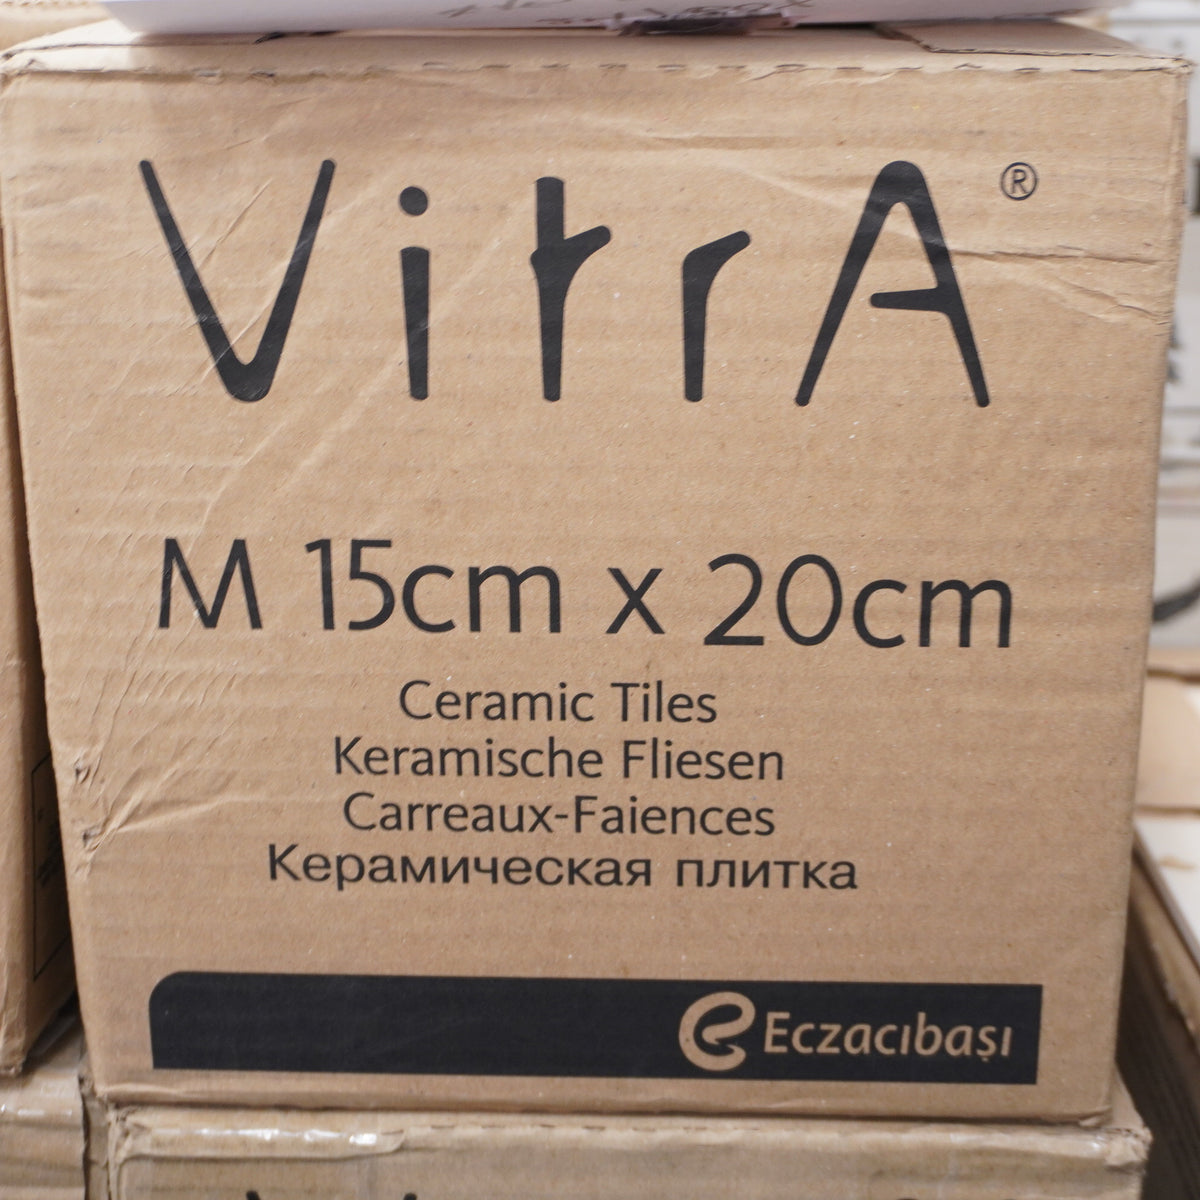 VitrA®
M 15cm x 20cm
Ceramic Tiles
Keramische Fliesen
Carreaux-Faiences
Керамическая плитка
Eczacıbaşı